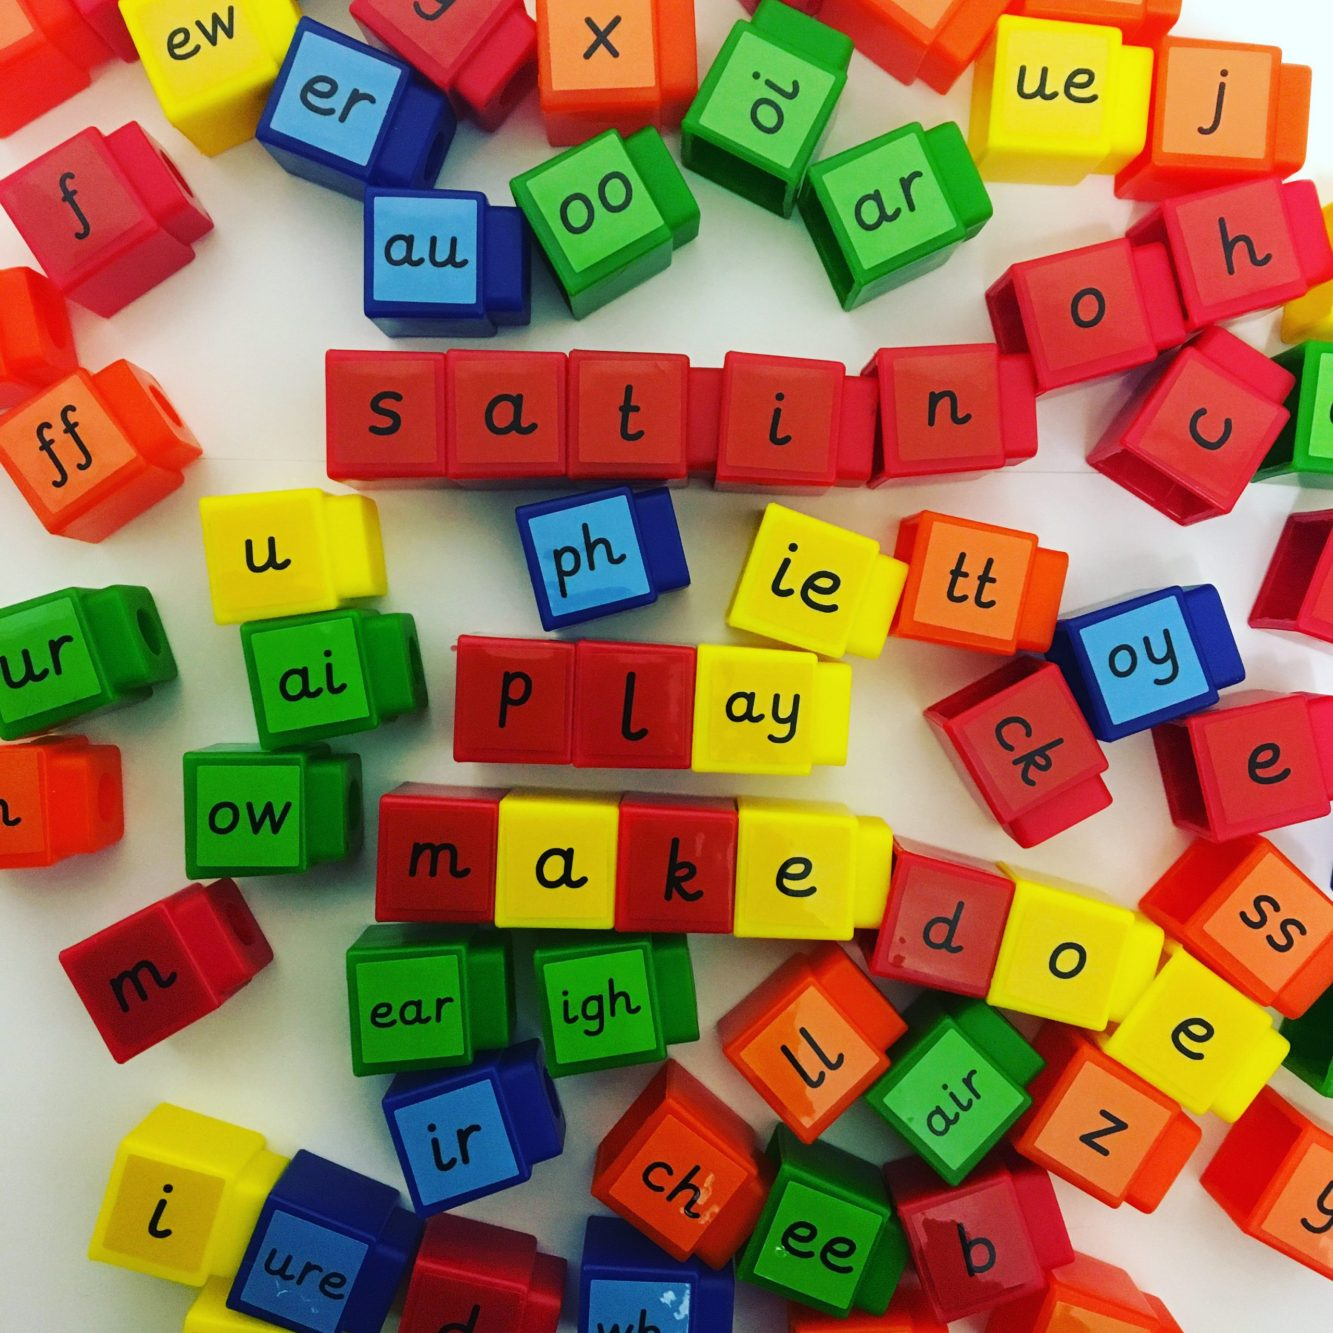 ew er x oi ue j
f au oo ar o h
ff s a t i n c
u ph ie tt
ur ai p l ay ck oy e
ow m a k e d o e ss
m ear igh ll air z
i ure ir ch ee b